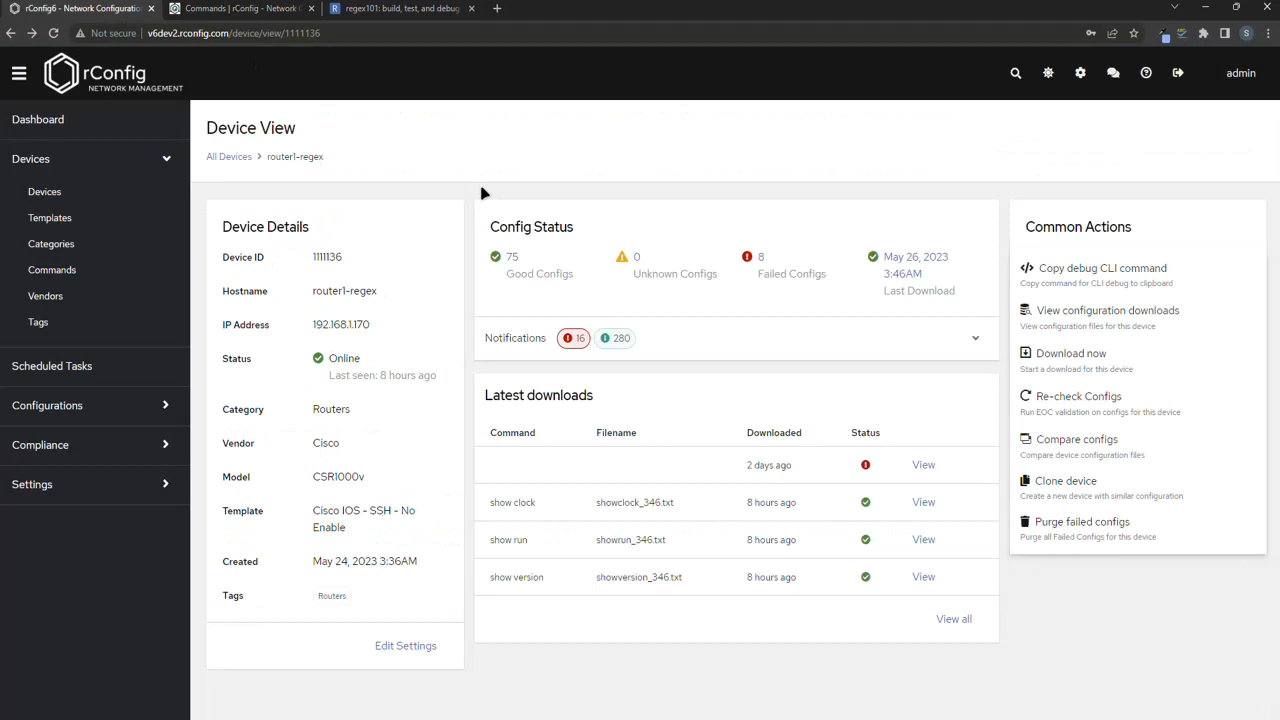 rConfig6 - Network Configuratio
Commands | rConfig - Network C
regex101: build, test, and debug
Not secure | v6dev2.rconfig.com/device/view/1111136
S
rConfig
NETWORK MANAGEMENT
admin
Dashboard
Devices
Devices
Templates
Categories
Commands
Vendors
Tags
Scheduled Tasks
Configurations
Compliance
Settings
Device View
All Devices > router1-regex
Device Details
Device ID 1111136
Hostname router1-regex
IP Address 192.168.1.170
Status Online
Last seen: 8 hours ago
Category Routers
Vendor Cisco
Model CSR1000v
Template Cisco IOS - SSH - No
Enable
Created May 24, 2023 3:36AM
Tags Routers
Edit Settings
Config Status
75
Good Configs
0
Unknown Configs
8
Failed Configs
May 26, 2023
3:46AM
Last Download
Notifications 16 280
Latest downloads
Command Filename Downloaded Status
2 days ago View
show clock showclock_346.txt 8 hours ago View
show run showrun_346.txt 8 hours ago View
show version showversion_346.txt 8 hours ago View
View all
Common Actions
Copy debug CLI command
Copy command for CLI debug to clipboard
View configuration downloads
View configuration files for this device
Download now
Start a download for this device
Re-check Configs
Run EOC validation on configs for this device
Compare configs
Compare device configuration files
Clone device
Create a new device with similar configuration
Purge failed configs
Purge all Failed Configs for this device